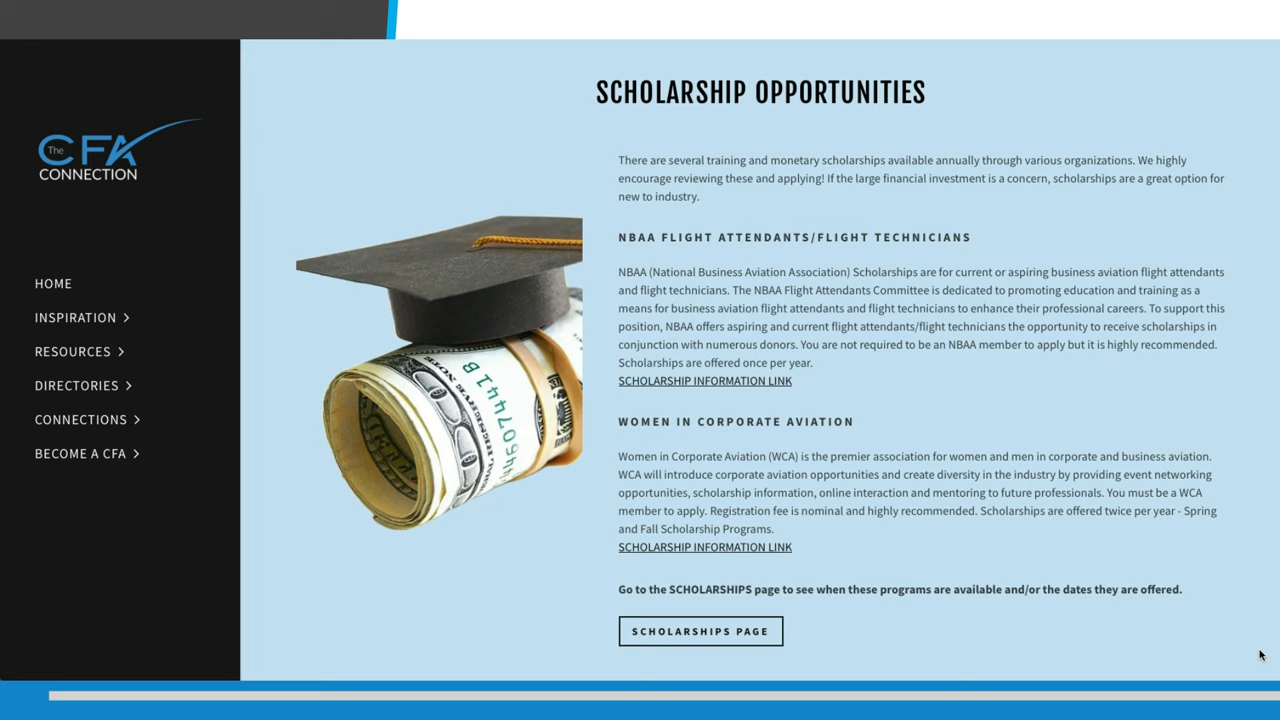 SCHOLARSHIP OPPORTUNITIES
The CFA
CONNECTION
There are several training and monetary scholarships available annually through various organizations. We highly
encourage reviewing these and applying! If the large financial investment is a concern, scholarships are a great option for
new to industry.
NBAA FLIGHT ATTENDANTS/FLIGHT TECHNICIANS
NBAA (National Business Aviation Association) Scholarships are for current or aspiring business aviation flight attendants
and flight technicians. The NBAA Flight Attendants Committee is dedicated to promoting education and training as a
means for business aviation flight attendants and flight technicians to enhance their professional careers. To support this
position, NBAA offers aspiring and current flight attendants/flight technicians the opportunity to receive scholarships in
conjunction with numerous donors. You are not required to be an NBAA member to apply but it is highly recommended.
Scholarships are offered once per year.
SCHOLARSHIP INFORMATION LINK
WOMEN IN CORPORATE AVIATION
Women in Corporate Aviation (WCA) is the premier association for women and men in corporate and business aviation.
WCA will introduce corporate aviation opportunities and create diversity in the industry by providing event networking
opportunities, scholarship information, online interaction and mentoring to future professionals. You must be a WCA
member to apply. Registration fee is nominal and highly recommended. Scholarships are offered twice per year - Spring
and Fall Scholarship Programs.
SCHOLARSHIP INFORMATION LINK
Go to the SCHOLARSHIPS page to see when these programs are available and/or the dates they are offered.
SCHOLARSHIPS PAGE
HOME
INSPIRATION
RESOURCES
DIRECTORIES
CONNECTIONS
BECOME A CFA